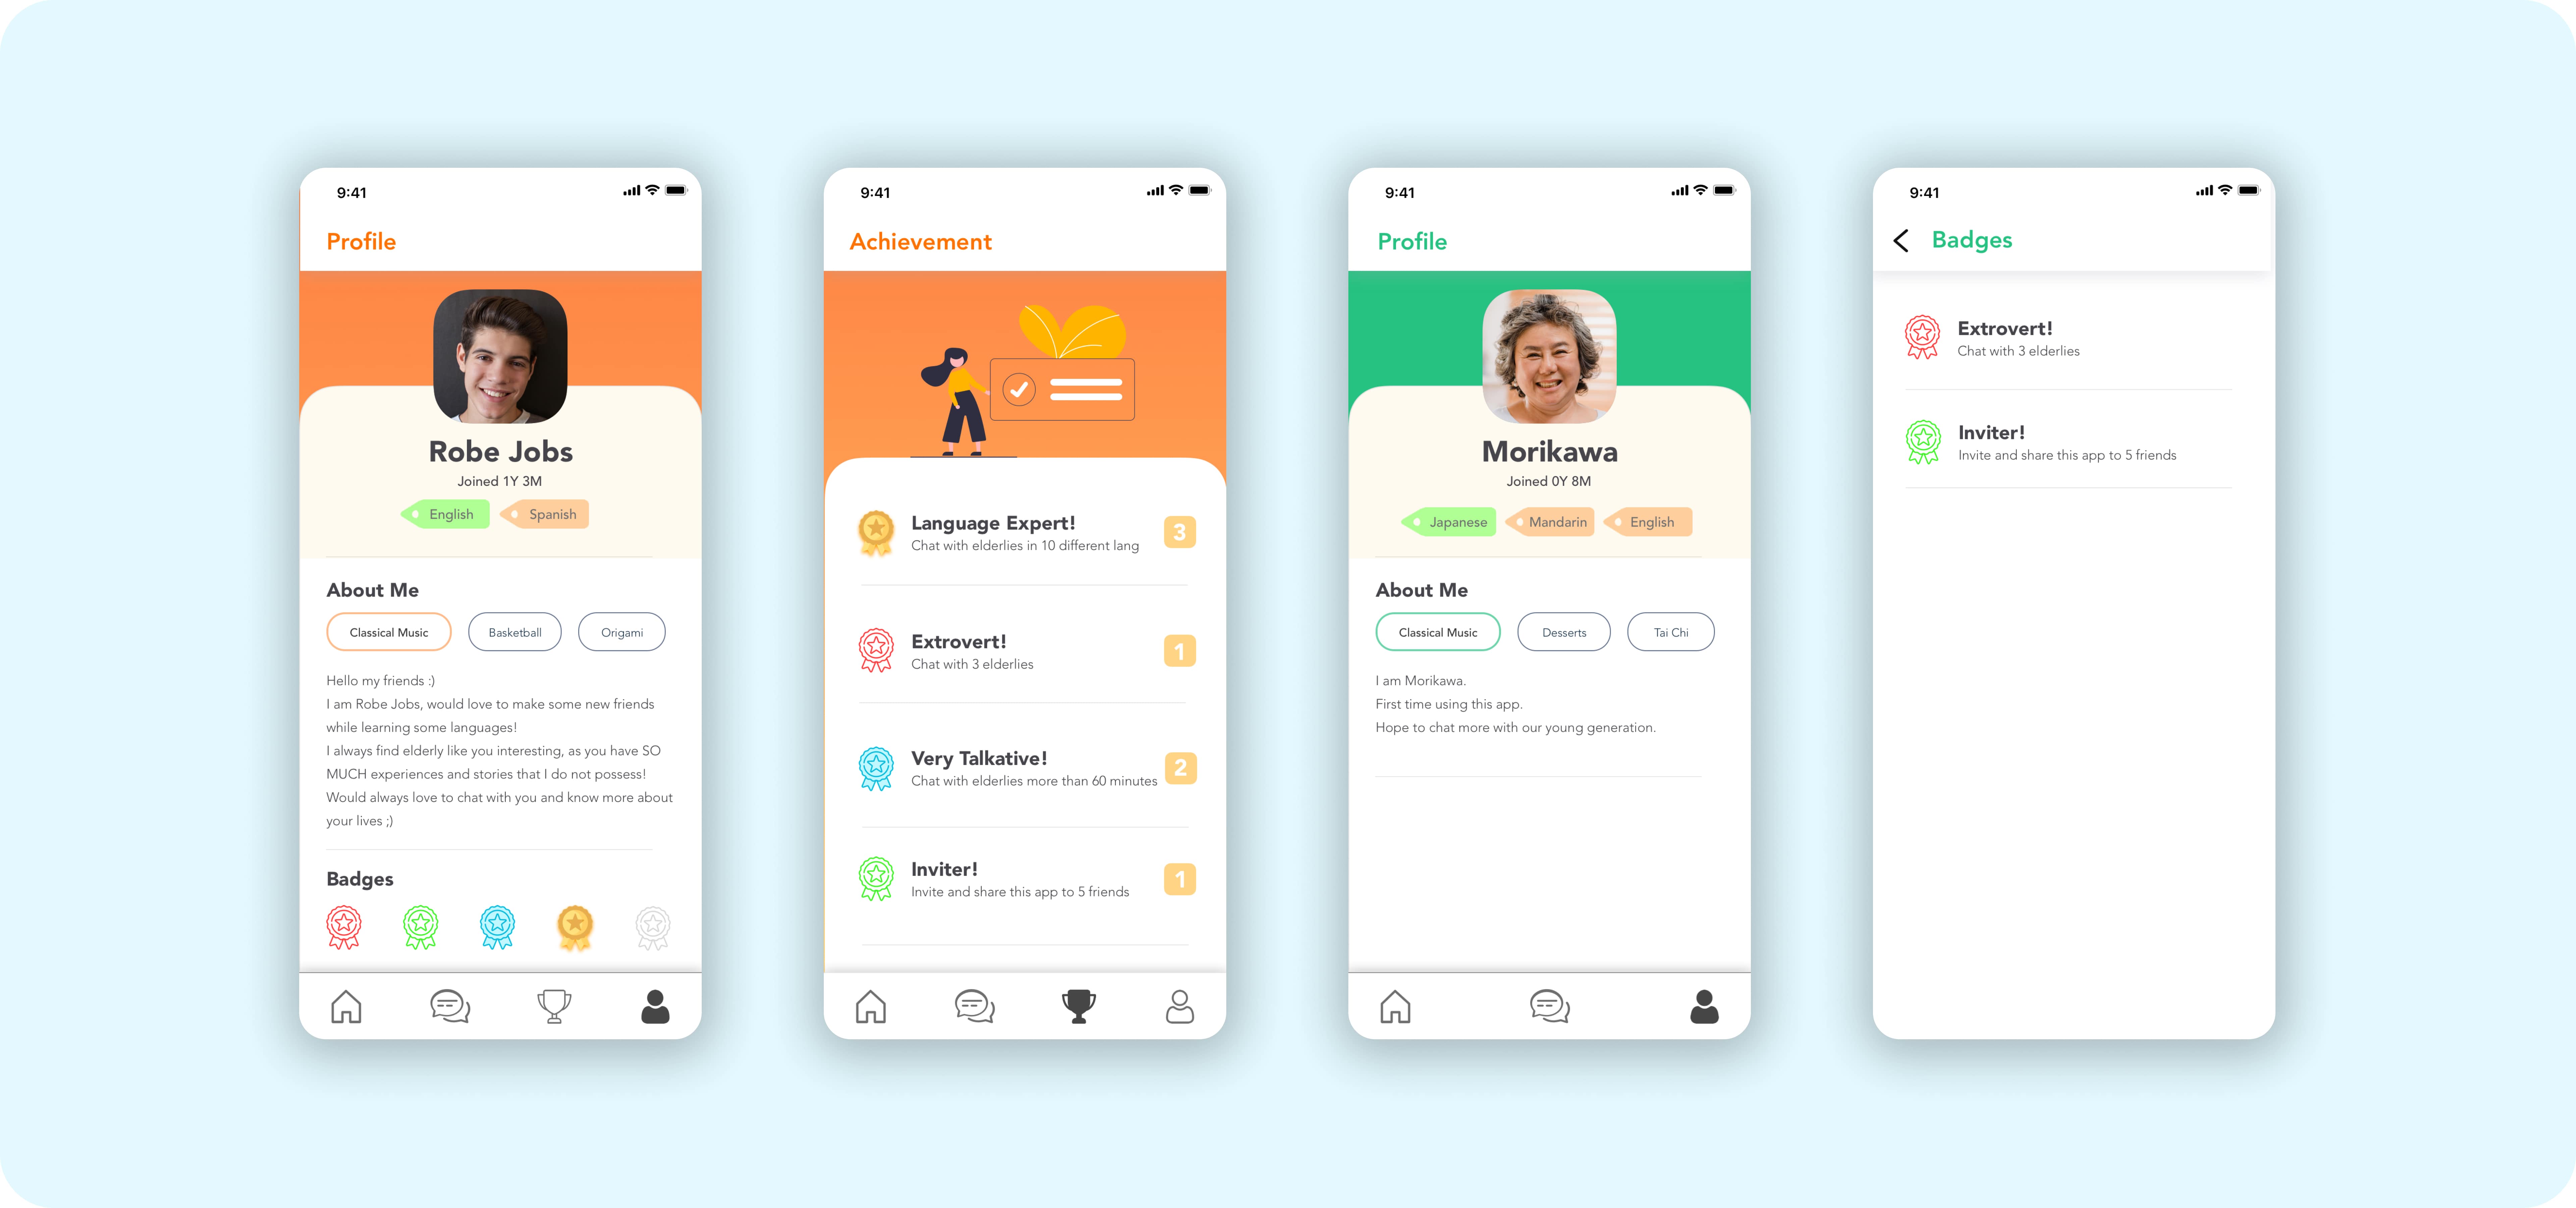 9:41
Profile
Robe Jobs
Joined 1Y 3M
English
Spanish
About Me
Classical Music
Basketball
Origami
Hello my friends :)
I am Robe Jobs, would love to make some new friends
while learning some languages!
I always find elderly like you interesting, as you have SO
MUCH experiences and stories that I do not possess!
Would always love to chat with you and know more about
your lives ;)
Badges
9:41
Achievement
Language Expert!
Chat with elderlies in 10 different lang
3
Extrovert!
Chat with 3 elderlies
1
Very Talkative!
Chat with elderlies more than 60 minutes
2
Inviter!
Invite and share this app to 5 friends
1
9:41
Profile
Morikawa
Joined 0Y 8M
Japanese
Mandarin
English
About Me
Classical Music
Desserts
Tai Chi
I am Morikawa.
First time using this app.
Hope to chat more with our young generation.
9:41
Badges
Extrovert!
Chat with 3 elderlies
Inviter!
Invite and share this app to 5 friends